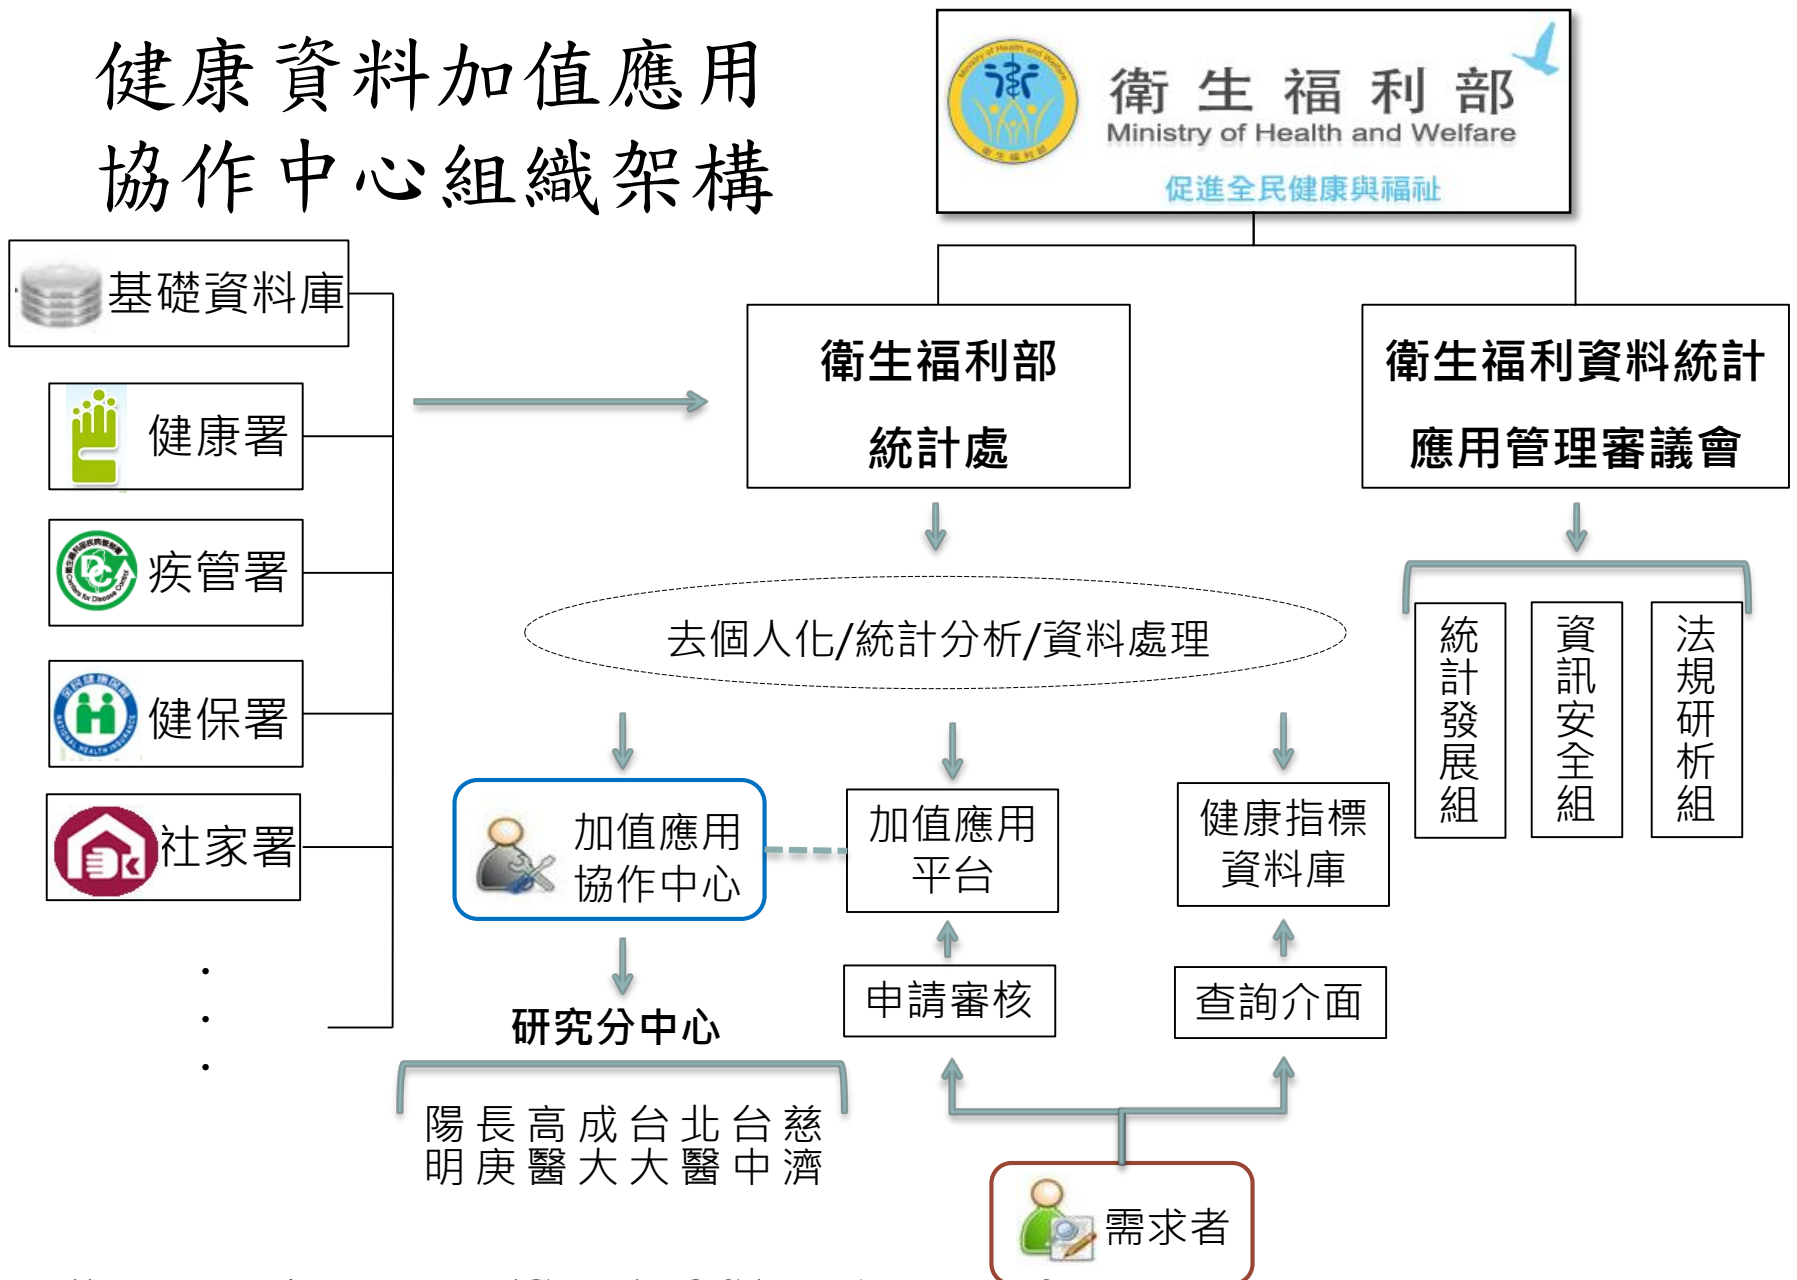 健康資料加值應用
協作中心組織架構
衛生福利部
Ministry of Health and Welfare
促進全民健康與福祉
基礎資料庫
健康署
疾管署
健保署
社家署
衛生福利部
統計處
衛生福利資料統計
應用管理審議會
去個人化/統計分析/資料處理
統計發展組
資訊安全組
法規研析組
加值應用
協作中心
加值應用
平台
健康指標
資料庫
申請審核
查詢介面
研究分中心
陽明
長庚
高醫
成大
台大
北醫
台中
慈濟
需求者